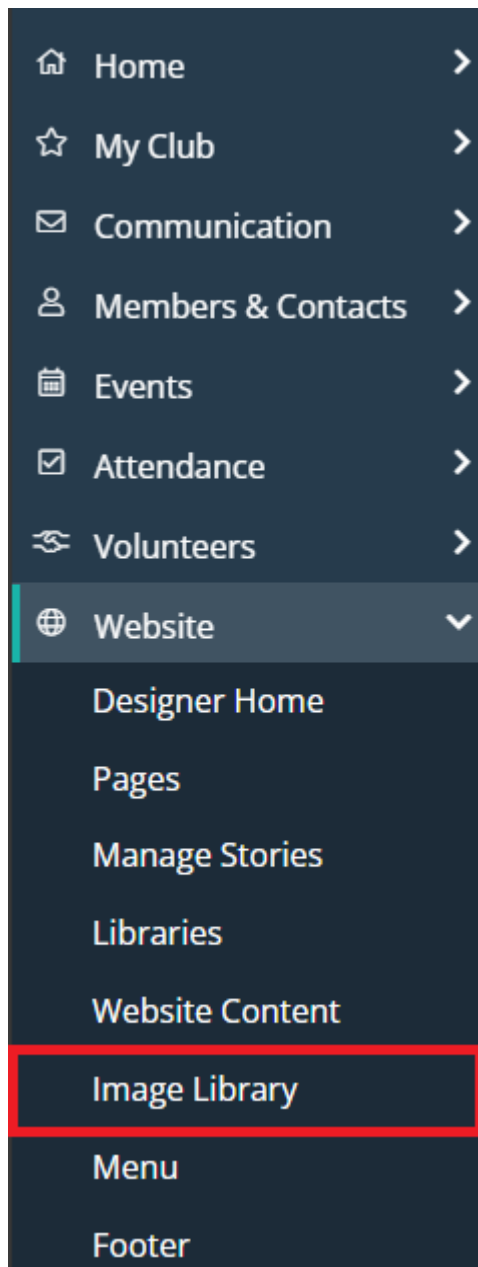 Home
My Club
Communication
Members & Contacts
Events
Attendance
Volunteers
Website
Designer Home
Pages
Manage Stories
Libraries
Website Content
Image Library
Menu
Footer